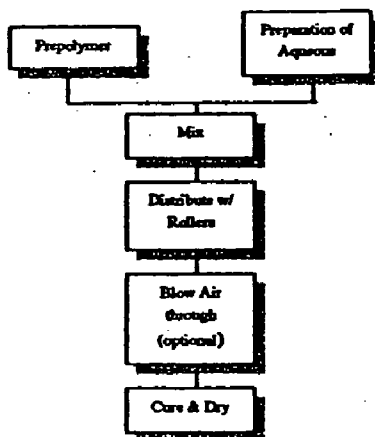 Prepolymer
Preparation of
Aqueous
Mix
Distribute w/
Rollers
Blow Air
through
(optional)
Cure & Dry